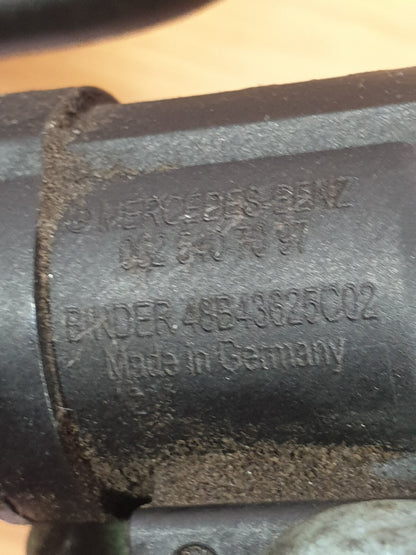 MERCEDES-BENZ
002 540 70 97
BINDER 48B43625C02
Made in Germany